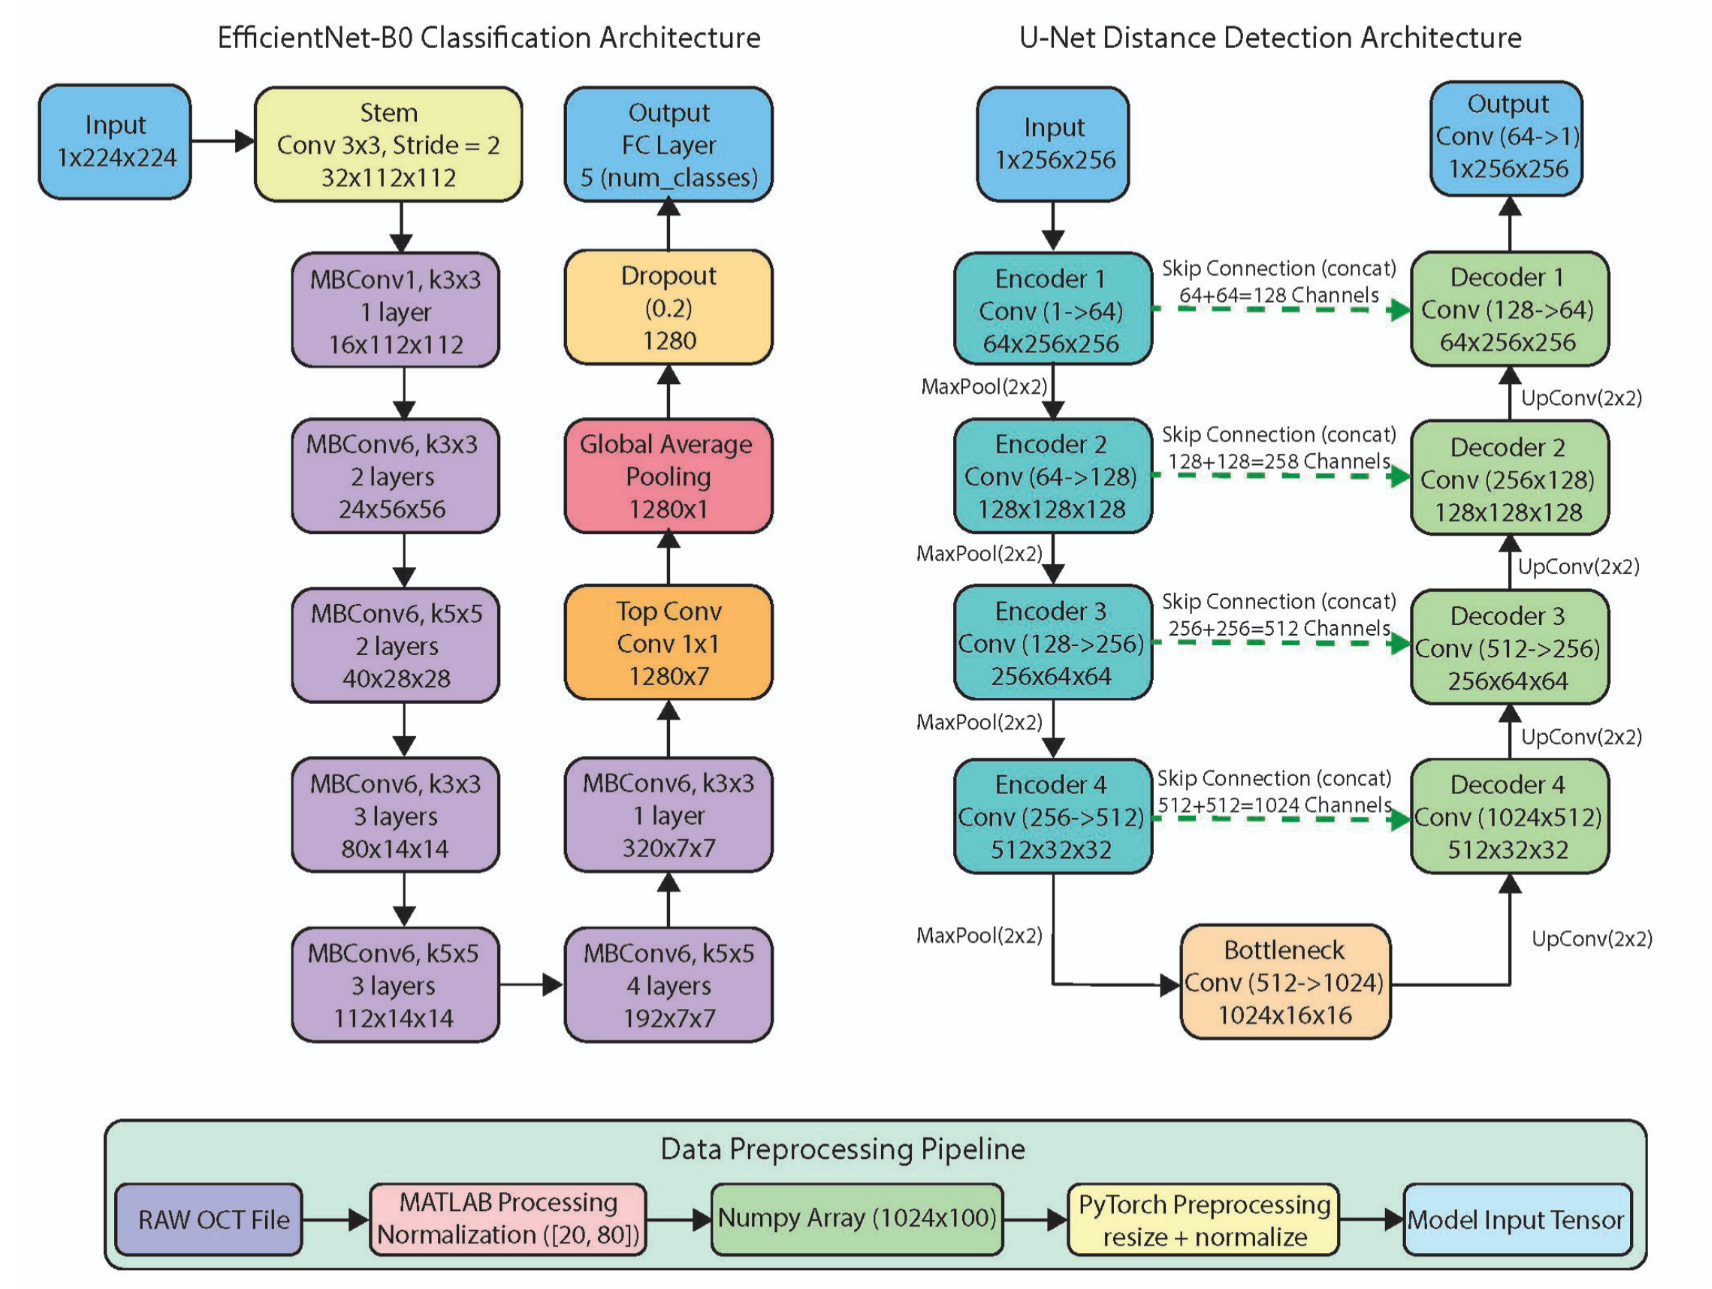 EfficientNet-B0 Classification Architecture
Input
1x224x224
Stem
Conv 3x3, Stride = 2
32x112x112
MBConv1, k3x3
1 layer
16x112x112
MBConv6, k3x3
2 layers
24x56x56
MBConv6, k5x5
2 layers
40x28x28
MBConv6, k3x3
3 layers
80x14x14
MBConv6, k5x5
3 layers
112x14x14
MBConv6, k5x5
4 layers
192x7x7
MBConv6, k3x3
1 layer
320x7x7
Top Conv
Conv 1x1
1280x7
Global Average
Pooling
1280x1
Dropout
(0.2)
1280
Output
FC Layer
5 (num_classes)
U-Net Distance Detection Architecture
Input
1x256x256
Encoder 1
Conv (1->64)
64x256x256
MaxPool(2x2)
Encoder 2
Conv (64->128)
128x128x128
MaxPool(2x2)
Encoder 3
Conv (128->256)
256x64x64
MaxPool(2x2)
Encoder 4
Conv (256->512)
512x32x32
MaxPool(2x2)
Bottleneck
Conv (512->1024)
1024x16x16
UpConv(2x2)
Skip Connection (concat)
512+512=1024 Channels
Decoder 4
Conv (1024x512)
512x32x32
UpConv(2x2)
Skip Connection (concat)
256+256=512 Channels
Decoder 3
Conv (512->256)
256x64x64
UpConv(2x2)
Skip Connection (concat)
128+128=258 Channels
Decoder 2
Conv (256x128)
128x128x128
UpConv(2x2)
Skip Connection (concat)
64+64=128 Channels
Decoder 1
Conv (128->64)
64x256x256
Output
Conv (64->1)
1x256x256
Data Preprocessing Pipeline
RAW OCT File
MATLAB Processing
Normalization ([20, 80])
Numpy Array (1024x100)
PyTorch Preprocessing
resize + normalize
Model Input Tensor